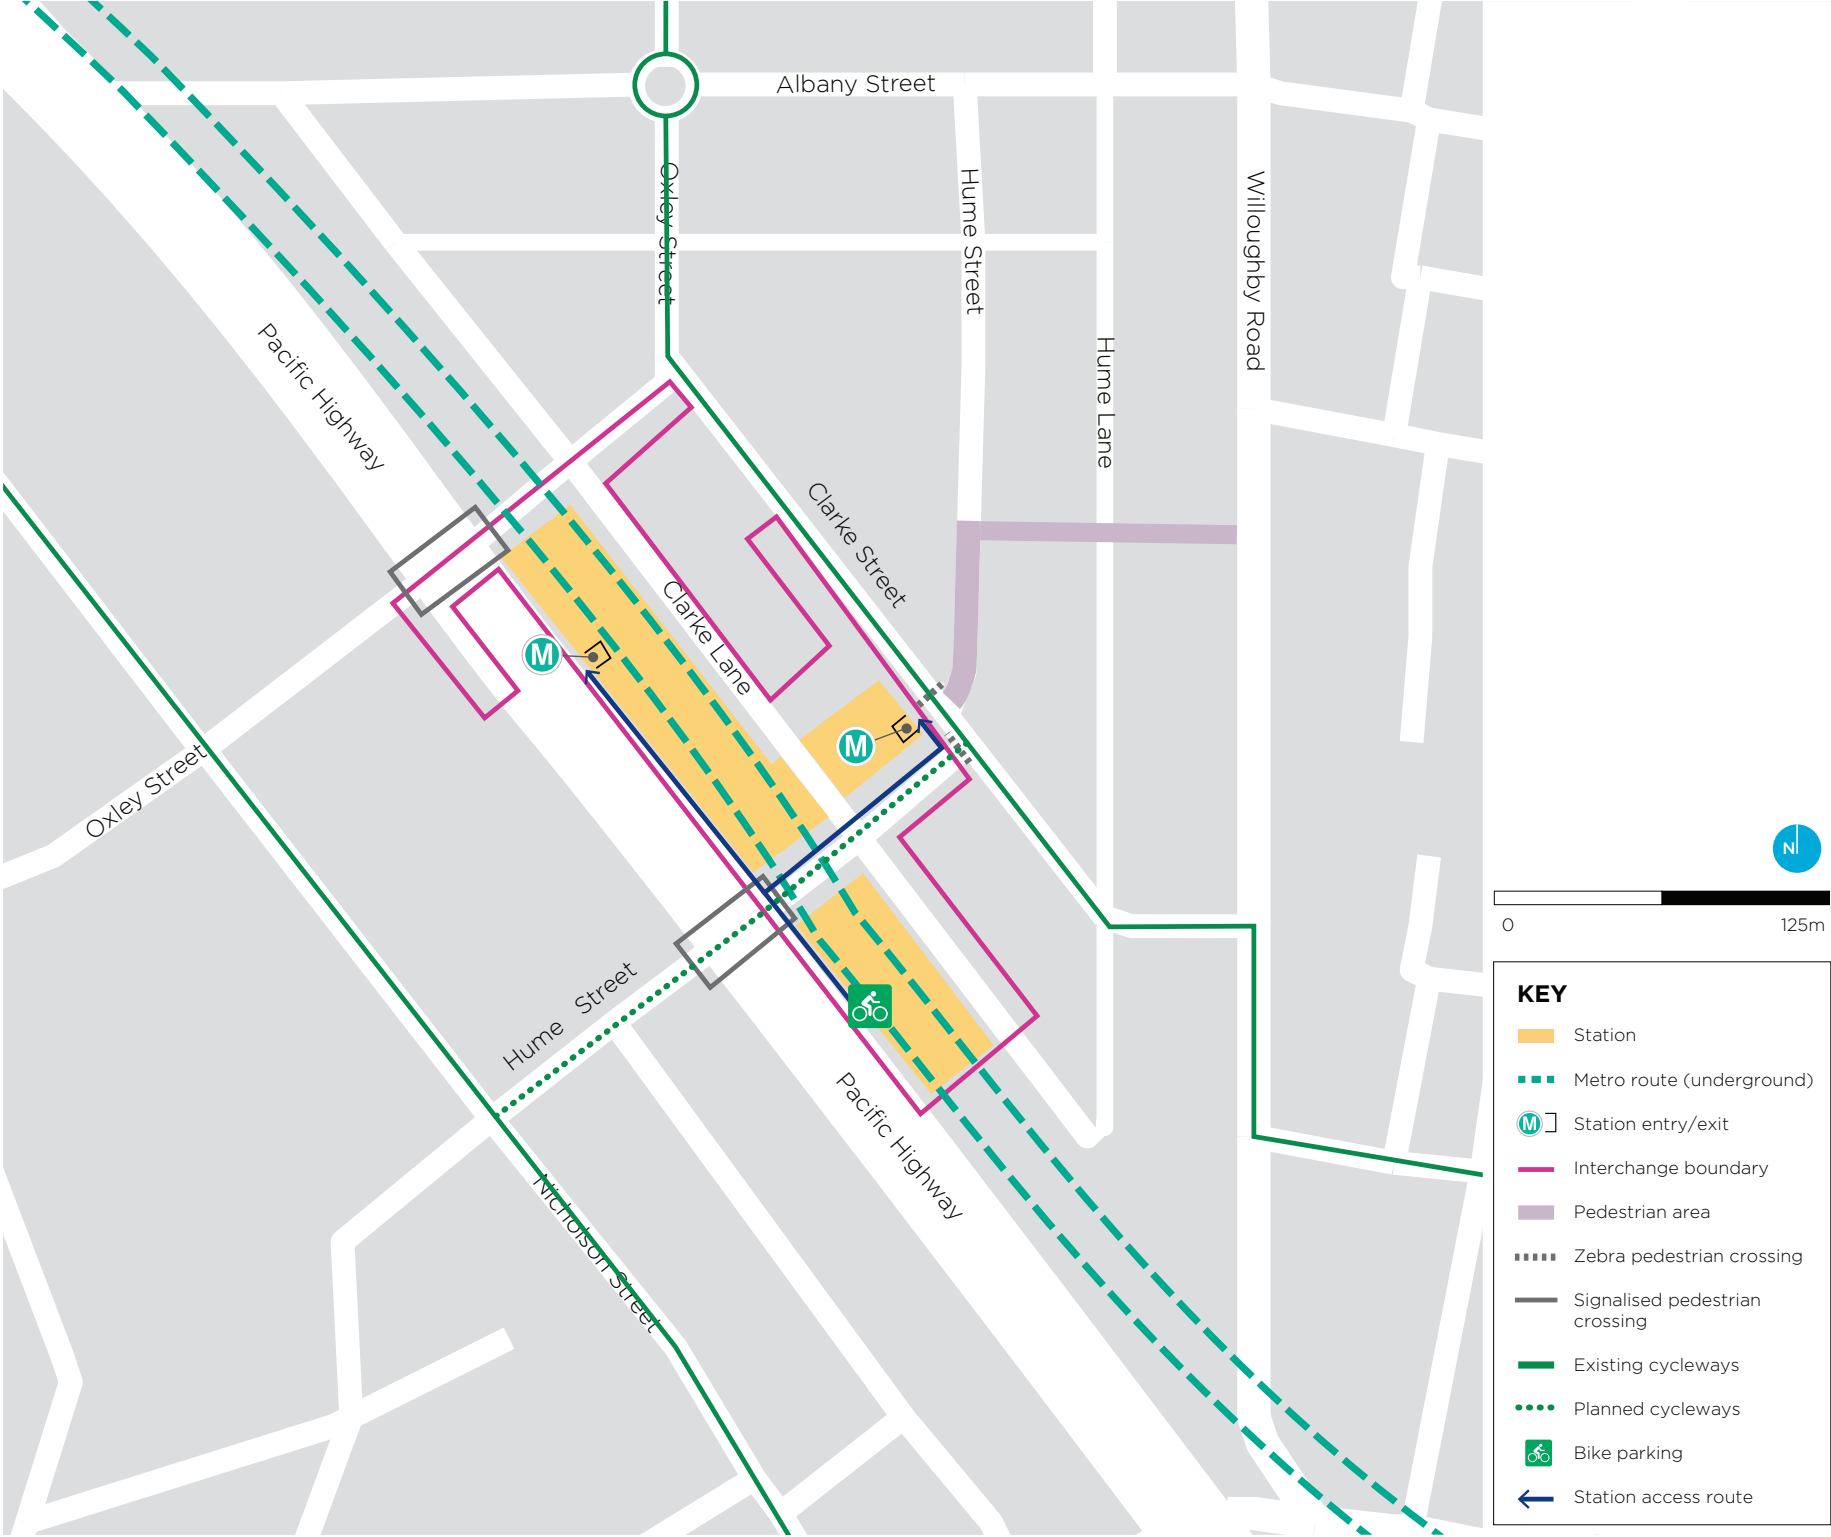 Albany Street
Oxley Street
Hume Street
Willoughby Road
Hume Lane
Pacific Highway
Clarke Street
Clarke Lane
M
M
Oxley Street
Hume Street
Pacific Highway
Nicholson Street
N
0
125m
KEY
Station
Metro route (underground)
M
Station entry/exit
Interchange boundary
Pedestrian area
Zebra pedestrian crossing
Signalised pedestrian
crossing
Existing cycleways
Planned cycleways
Bike parking
Station access route